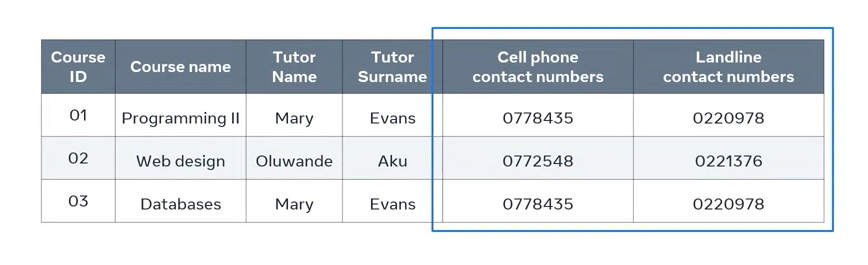 Course ID Course name Tutor Name Tutor Surname Cell phone contact numbers Landline contact numbers
01 Programming II Mary Evans 0778435 0220978
02 Web design Oluwande Aku 0772548 0221376
03 Databases Mary Evans 0778435 0220978